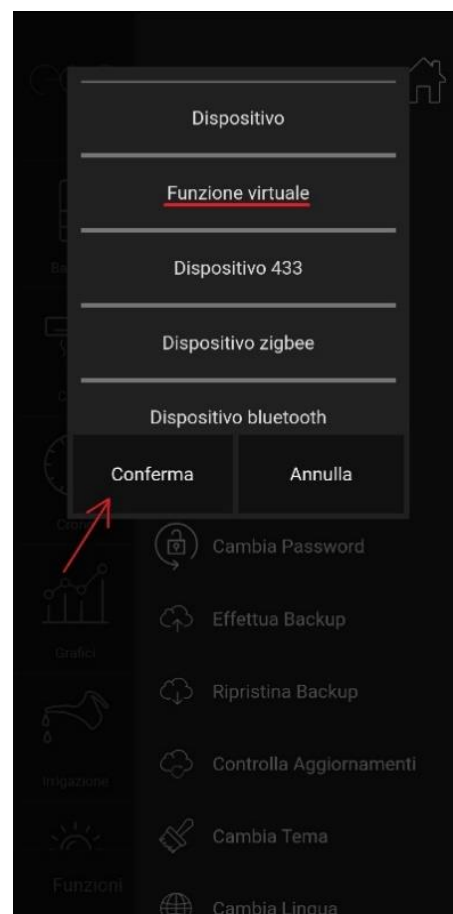 Dispositivo
Funzione virtuale
Dispositivo 433
Dispositivo zigbee
Dispositivo bluetooth
Conferma
Annulla
Cambia Password
Effettua Backup
Grafici
Ripristina Backup
Irrigazione
Controlla Aggiornamenti
Cambia Tema
Funzioni
Cambia Lingua